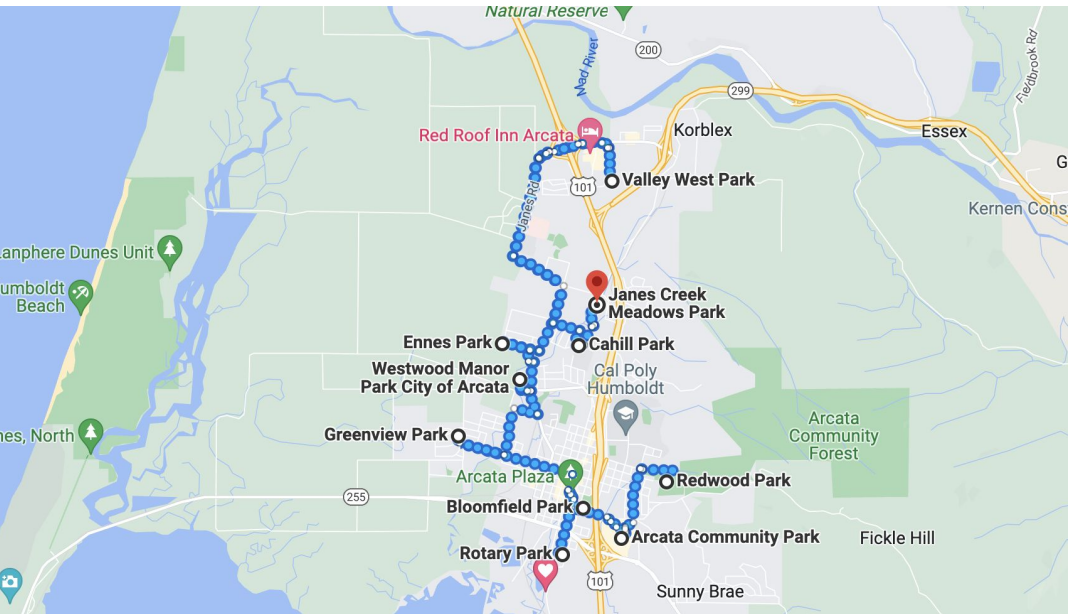 Natural Reserve
200
Mad River
Fieldbrook Rd
299
Red Roof Inn Arcata
Korblex
Essex
G
101
Valley West Park
Janes Rd
Kernen Cons
Lanphere Dunes Unit
umboldt
Beach
Janes Creek
Meadows Park
Ennes Park
Cahill Park
Westwood Manor
Park City of Arcata
Cal Poly
Humboldt
Arcata
Community
Forest
nes, North
Greenview Park
Arcata Plaza
Redwood Park
255
Bloomfield Park
Arcata Community Park
Fickle Hill
Rotary Park
101
Sunny Brae